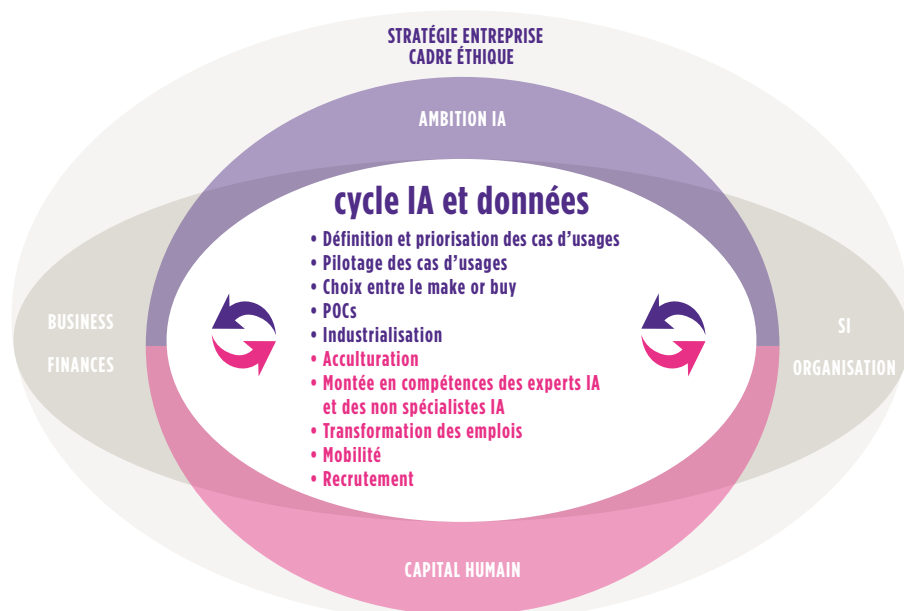 STRATÉGIE ENTREPRISE
CADRE ÉTHIQUE
AMBITION IA
cycle IA et données
• Définition et priorisation des cas d'usages
• Pilotage des cas d'usages
• Choix entre le make or buy
• POCs
• Industrialisation
• Acculturation
• Montée en compétences des experts IA
et des non spécialistes IA
• Transformation des emplois
• Mobilité
• Recrutement
BUSINESS
FINANCES
SI
ORGANISATION
CAPITAL HUMAIN